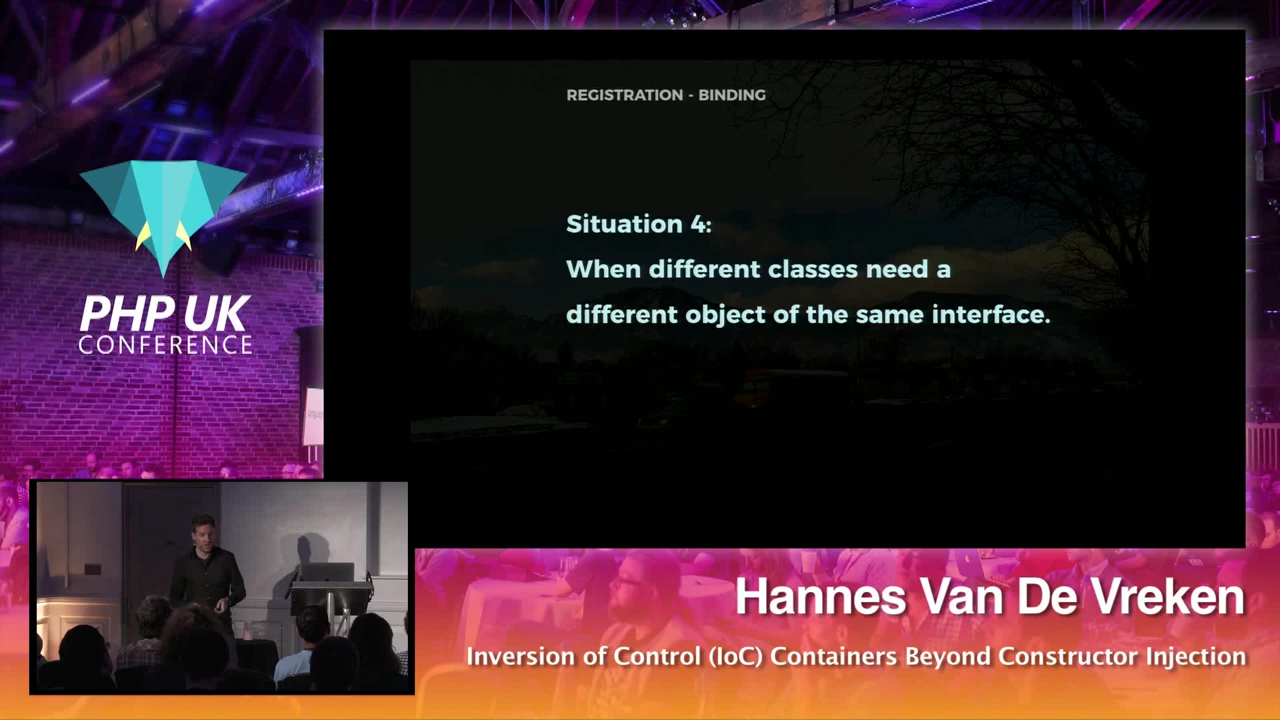 REGISTRATION - BINDING
Situation 4:
When different classes need a
different object of the same interface.
PHP UK
CONFERENCE
Hannes Van De Vreken
Inversion of Control (IoC) Containers Beyond Constructor Injection